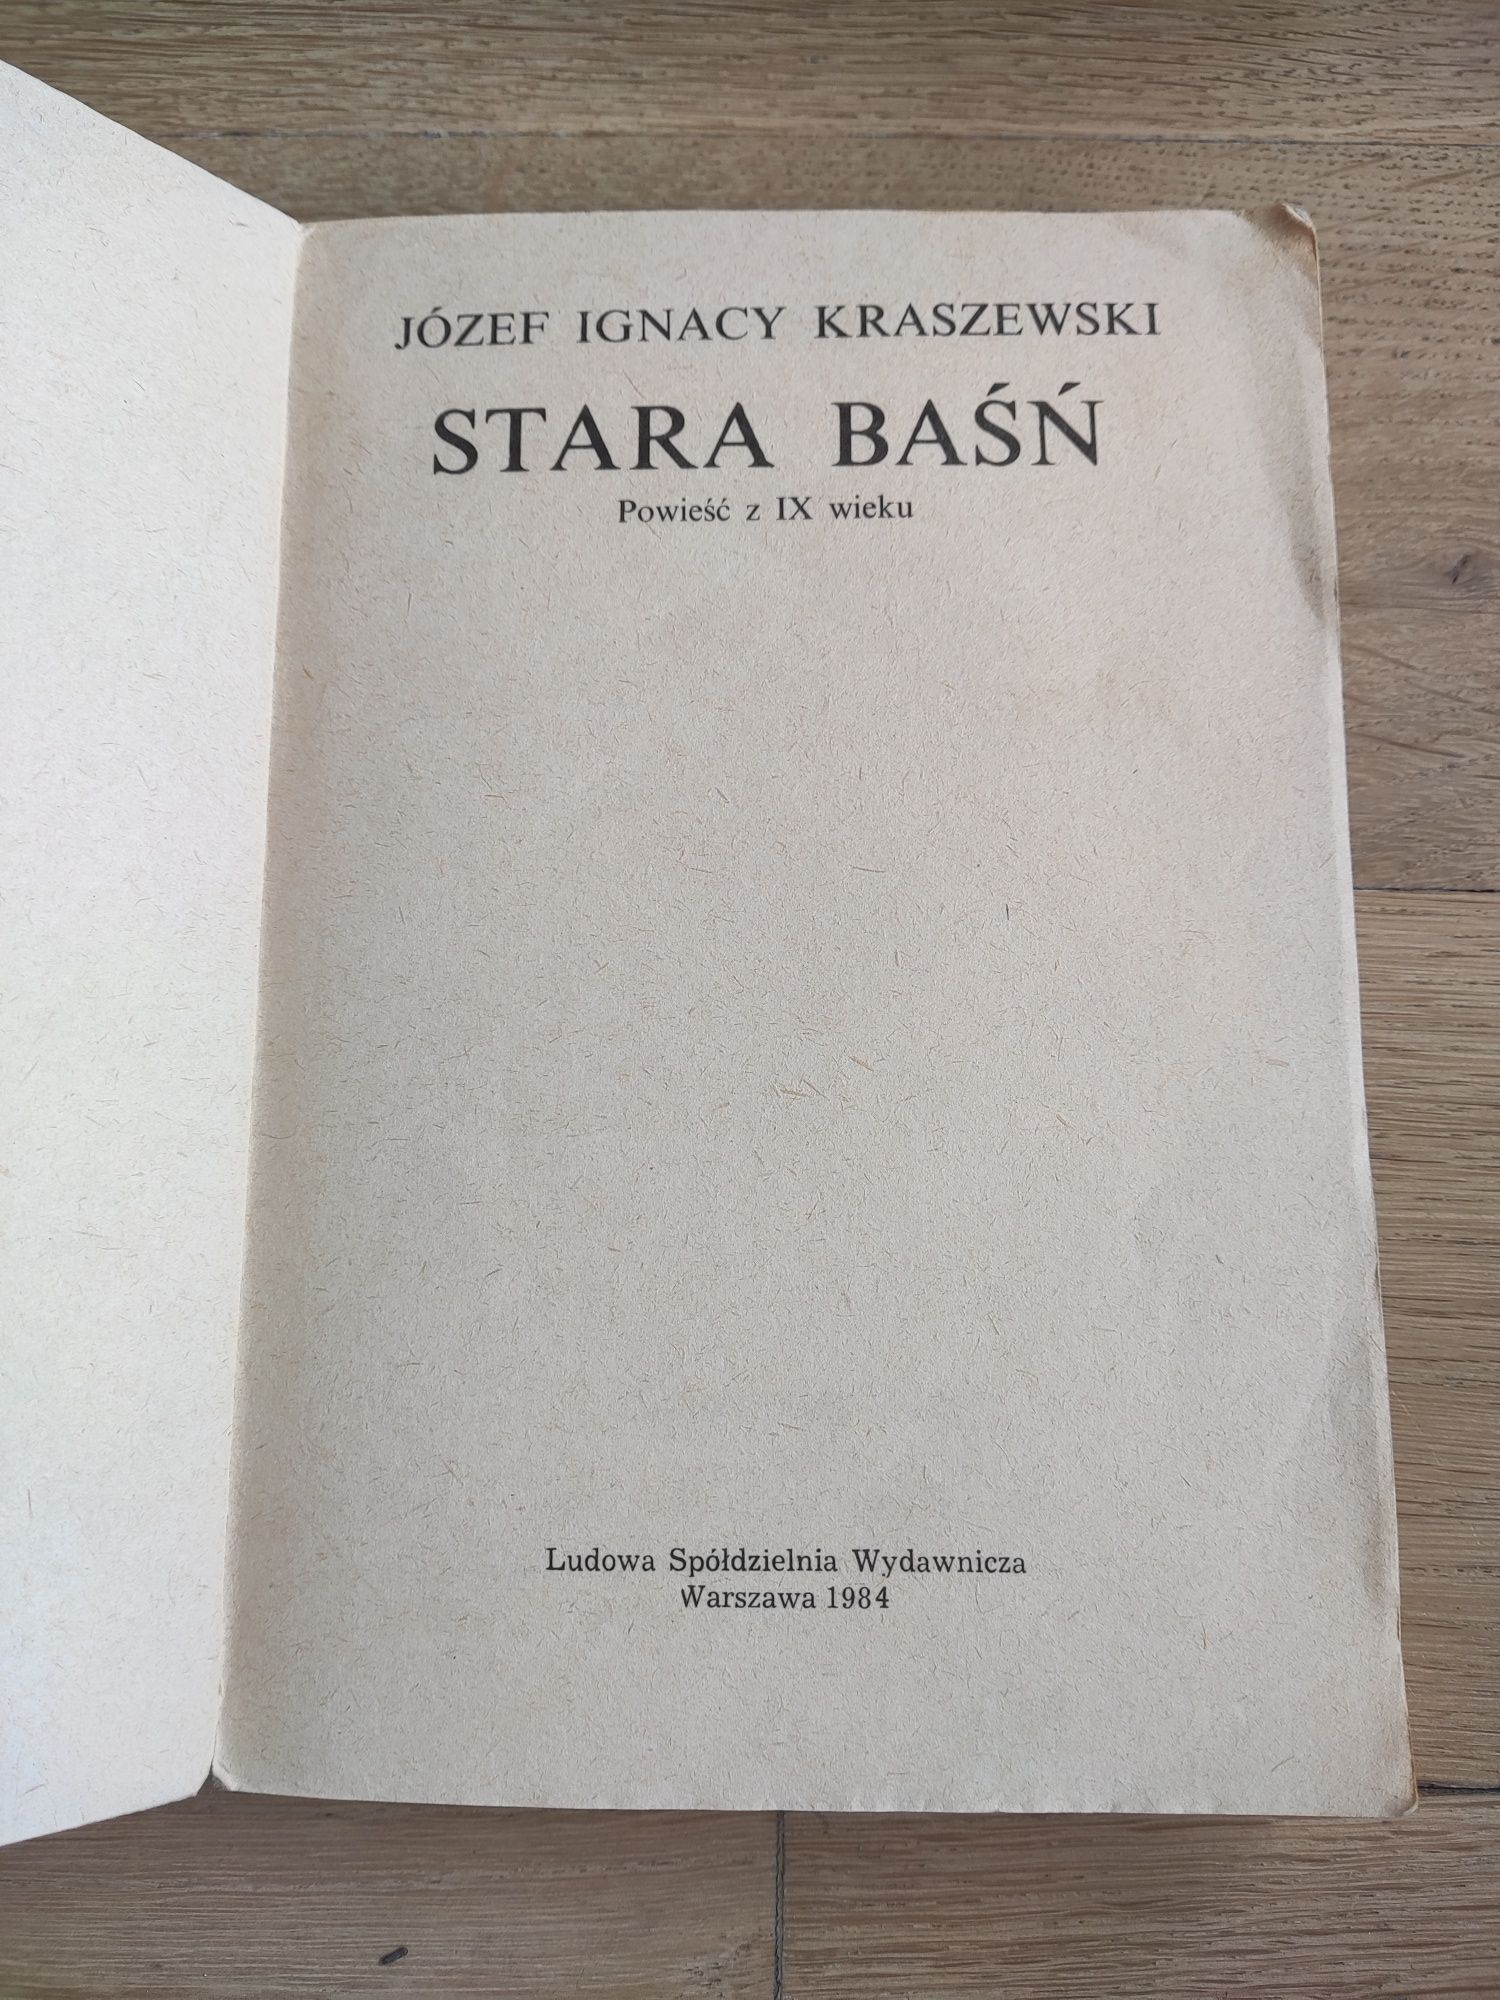 JÓZEF IGNACY KRASZEWSKI
STARA BAŚŃ
Powieść z IX wieku
Ludowa Spółdzielnia Wydawnicza
Warszawa 1984